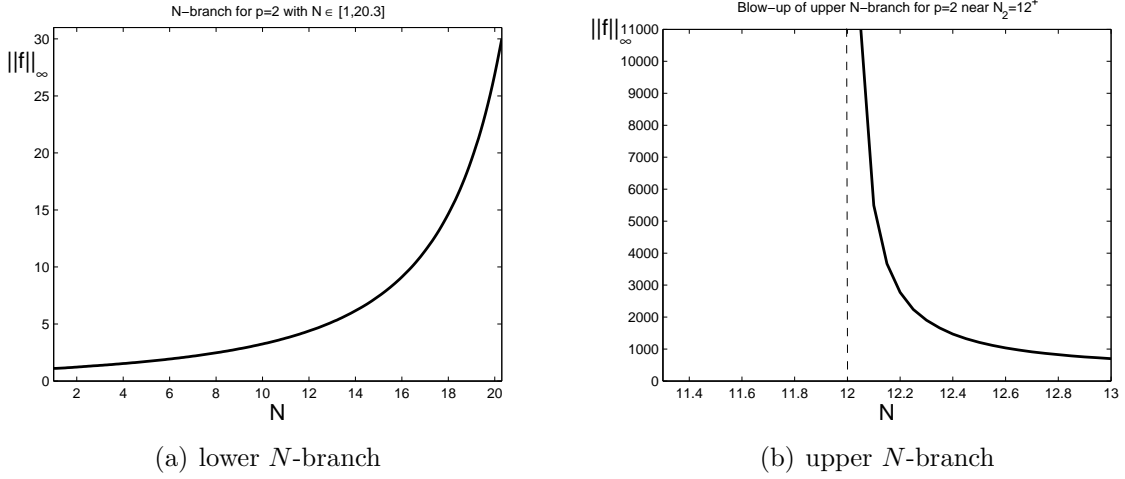 N−branch for p=2 with N ∈ [1,20.3]
||f||∞
30
25
20
15
10
5
0
2 4 6 8 10 12 14 16 18 20
N
(a) lower N-branch
Blow−up of upper N−branch for p=2 near N₂=12⁺
||f||∞
11000
10000
9000
8000
7000
6000
5000
4000
3000
2000
1000
0
11.4 11.6 11.8 12 12.2 12.4 12.6 12.8 13
N
(b) upper N-branch